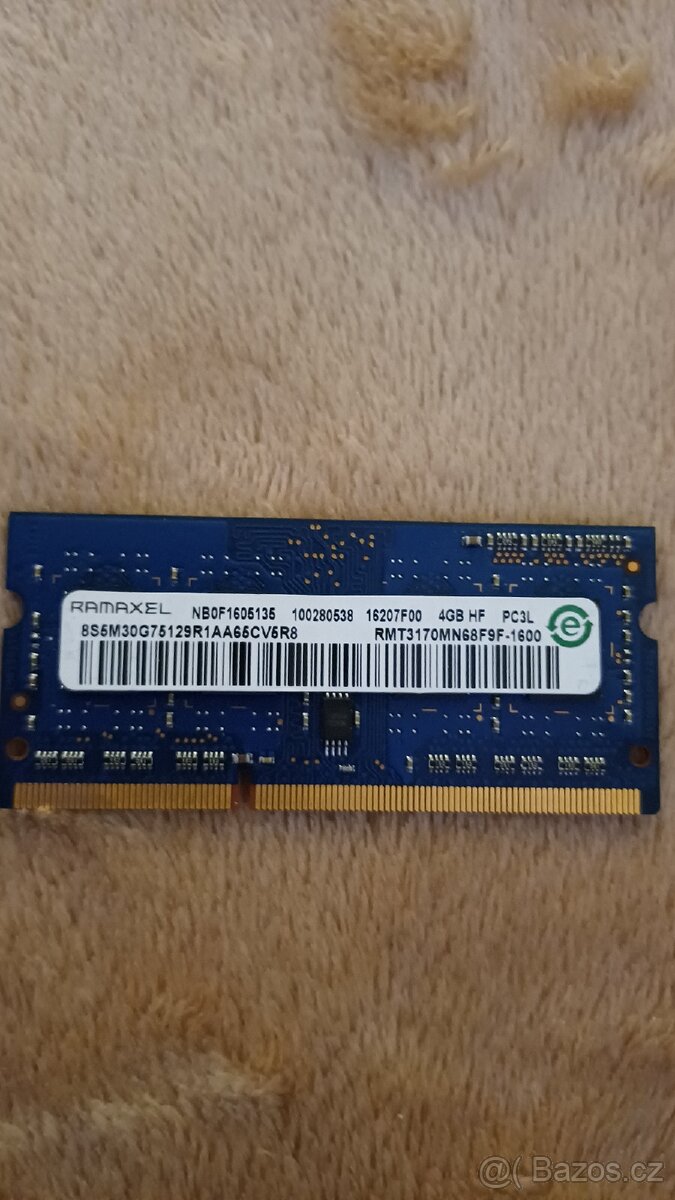 RAMAXEL NB0F1605135 100280538 16207F00 4GB HF PC3L
8S5M30G75129R1AA65CV5R8 RMT3170MN68F9F-1600
e
@( Bazos.cz